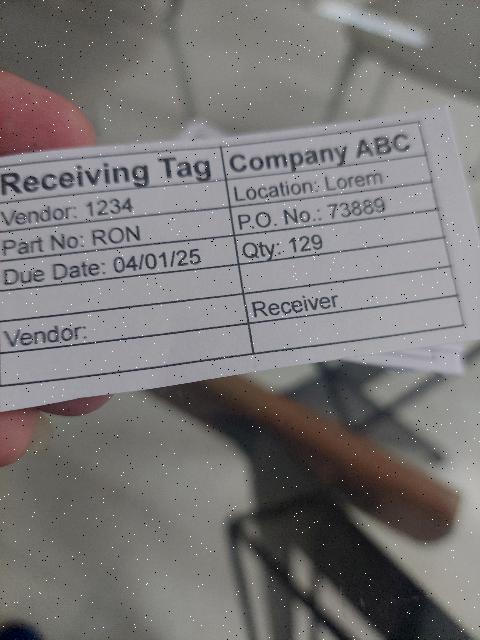 Receiving Tag Company ABC
Vendor: 1234 Location: Lorem
Part No: RON P.O. No.: 73889
Due Date: 04/01/25 Qty: 129
Vendor: Receiver